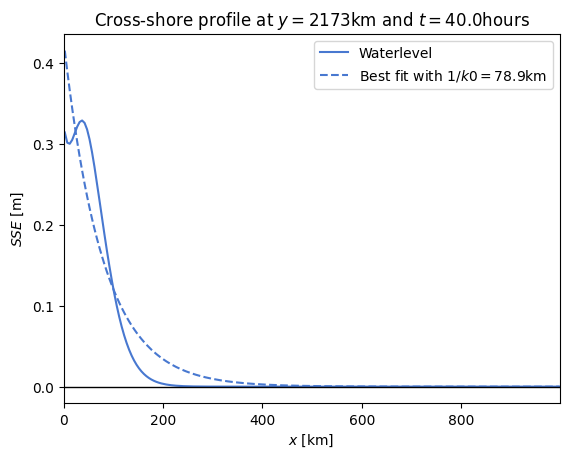 Cross-shore profile at y = 2173km and t = 40.0hours
Waterlevel
Best fit with 1/k0 = 78.9km
0.4
0.3
0.2
0.1
0.0
SSE [m]
0 200 400 600 800
x [km]